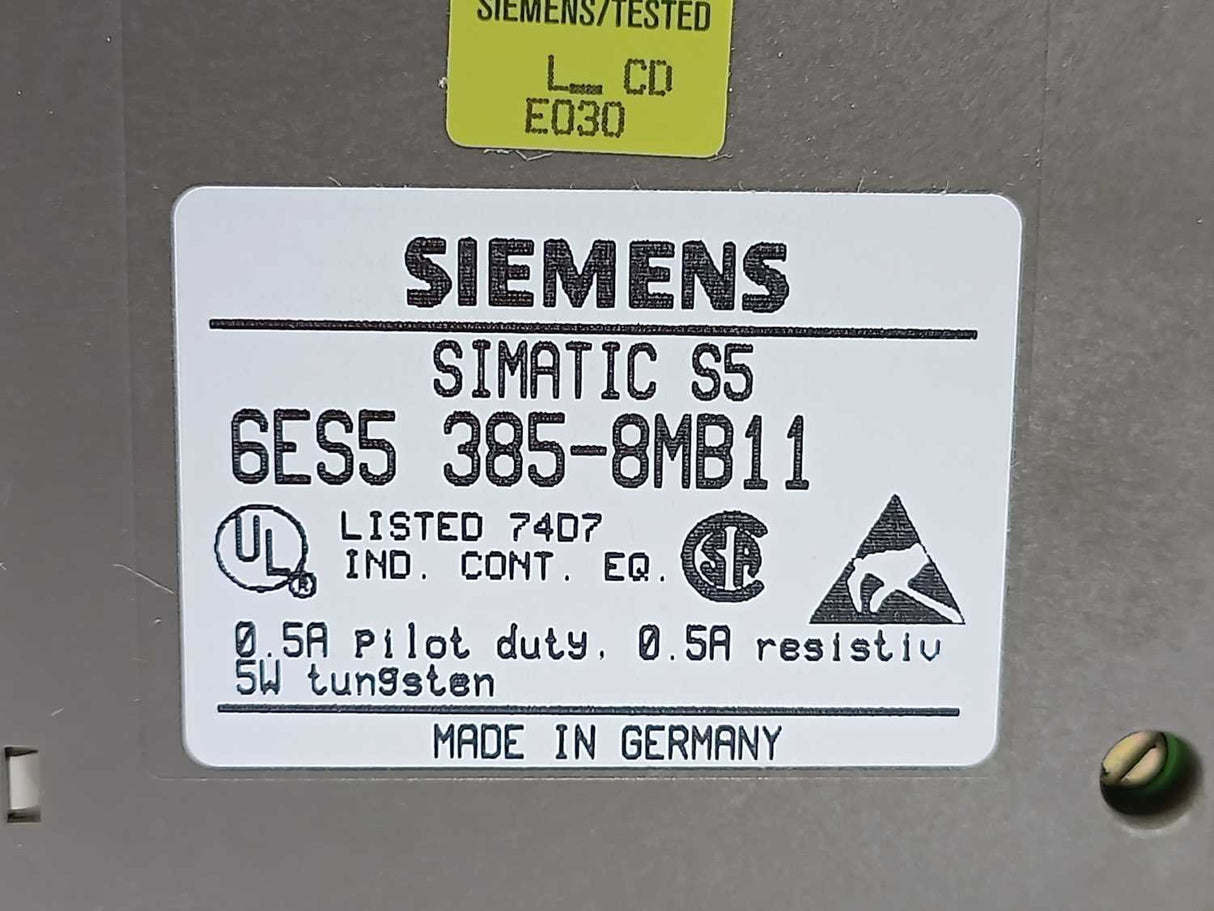 SIEMENS/TESTED
L__ CD
E030
SIEMENS
SIMATIC S5
6ES5 385-8MB11
UL® LISTED 74D7
IND. CONT. EQ.
SA
0.5A pilot duty, 0.5A resistiv
5W tungsten
MADE IN GERMANY